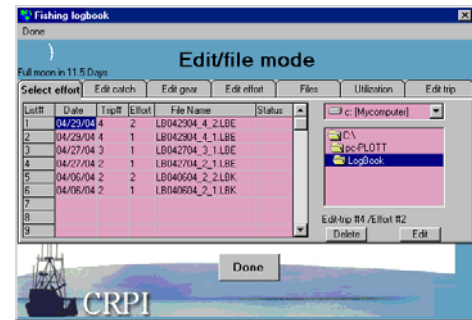 Fishing logbook
Done
Edit/file mode
Full moon in 11.5 Days
Select effort Edit catch Edit gear Edit effort Files Utilization Edit trip
List# Date Trip# Effort File Name Status
1 04/29/04 4 2 LB042904_4_2.LBE
2 04/29/04 4 1 LB042904_4_1.LBE
3 04/27/04 3 1 LB042704_3_1.LBE
4 04/27/04 2 1 LB042704_2_1.LBE
5 04/06/04 2 2 LB040604_2_2.LBK
6 04/06/04 2 1 LB040604_2_1.LBK
7
8
9
c: [Mycomputer]
C:\
pc-PLOTT
LogBook
Edit-trip #4 /Effort #2
Delete Edit
Done
CRPI